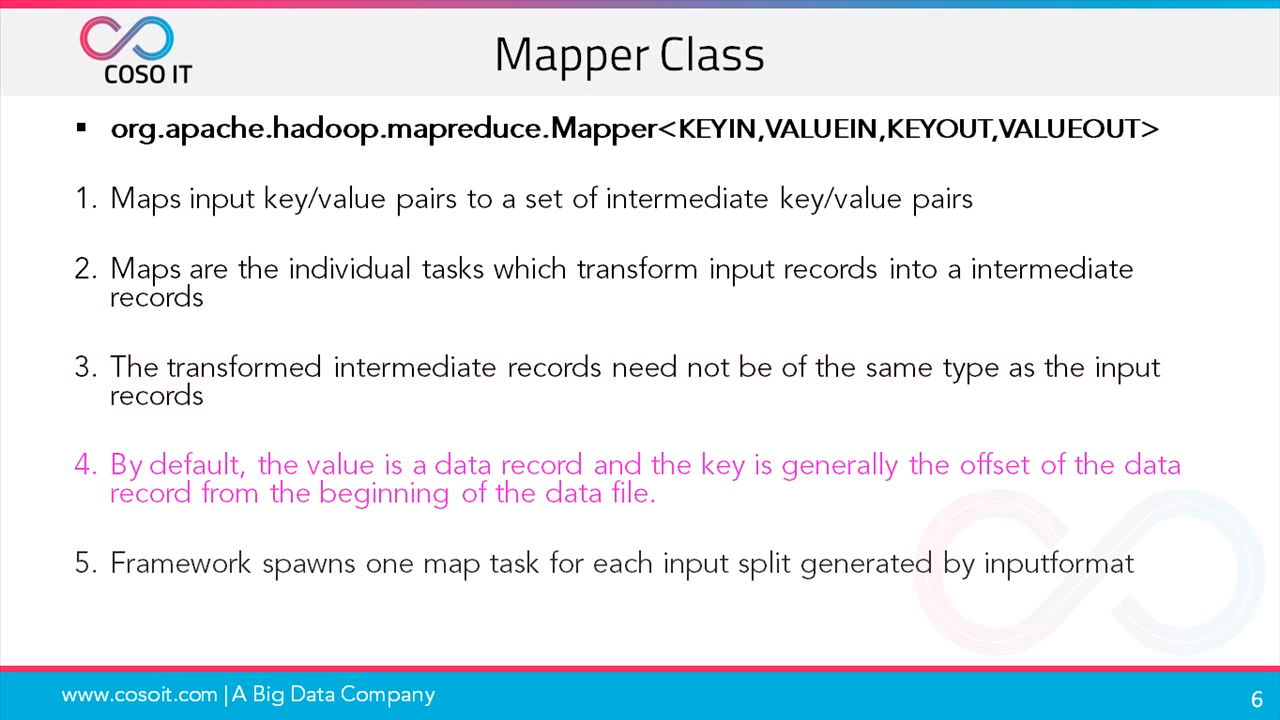 COSO IT
Mapper Class
▪ org.apache.hadoop.mapreduce.Mapper<KEYIN,VALUEIN,KEYOUT,VALUEOUT>
1. Maps input key/value pairs to a set of intermediate key/value pairs
2. Maps are the individual tasks which transform input records into a intermediate
records
3. The transformed intermediate records need not be of the same type as the input
records
4. By default, the value is a data record and the key is generally the offset of the data
record from the beginning of the data file.
5. Framework spawns one map task for each input split generated by inputformat
www.cosoit.com | A Big Data Company
6